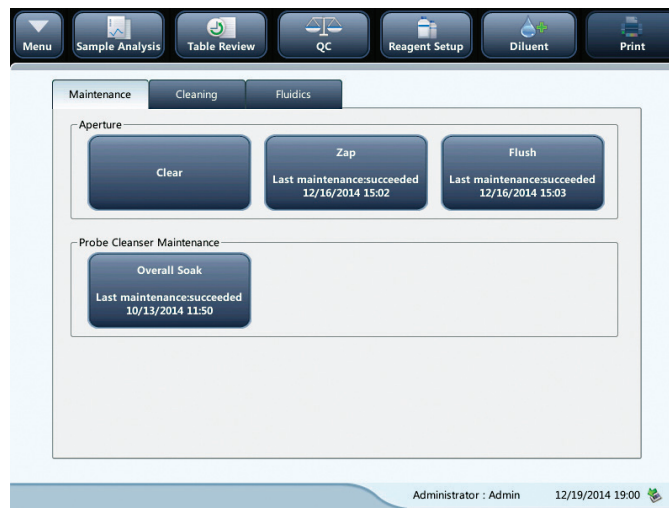 Menu
Sample Analysis
Table Review
QC
Reagent Setup
Diluent
Print
Maintenance
Cleaning
Fluidics
Aperture
Clear
Zap
Last maintenance:succeeded
12/16/2014 15:02
Flush
Last maintenance:succeeded
12/16/2014 15:03
Probe Cleanser Maintenance
Overall Soak
Last maintenance:succeeded
10/13/2014 11:50
Administrator : Admin
12/19/2014 19:00